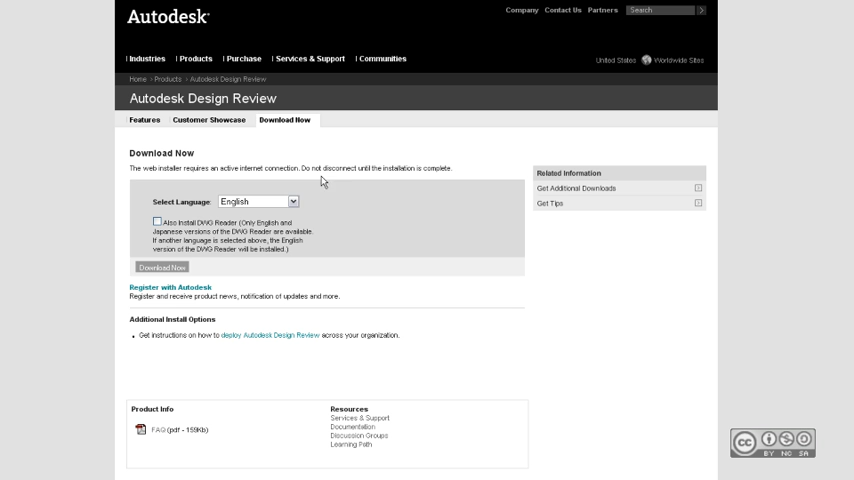 Autodesk®
Company Contact Us Partners Search
Industries Products Purchase Services & Support Communities
United States Worldwide Sites
Home > Products > Autodesk Design Review
Autodesk Design Review
Features Customer Showcase Download Now
Download Now
The web installer requires an active internet connection. Do not disconnect until the installation is complete.
Select Language: English
Also Install DWG Reader (Only English and
Japanese versions of the DWG Reader are available.
If another language is selected above, the English
version of the DWG Reader will be installed.)
Download Now
Register with Autodesk
Register and receive product news, notification of updates and more.
Additional Install Options
• Get instructions on how to deploy Autodesk Design Review across your organization.
Related Information
Get Additional Downloads
Get Tips
Product Info
FAQ (pdf - 159Kb)
Resources
Services & Support
Documentation
Discussion Groups
Learning Path
cc BY NC SA